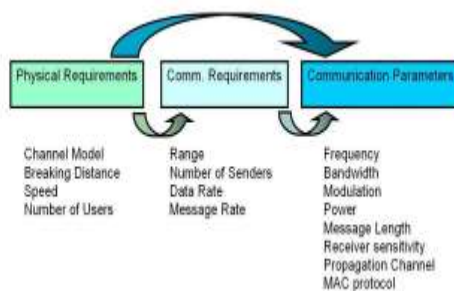 Physical Requirements
Comm. Requirements
Communication Parameters
Channel Model
Breaking Distance
Speed
Number of Users
Range
Number of Senders
Data Rate
Message Rate
Frequency
Bandwidth
Modulation
Power
Message Length
Receiver sensitivity
Propagation Channel
MAC protocol